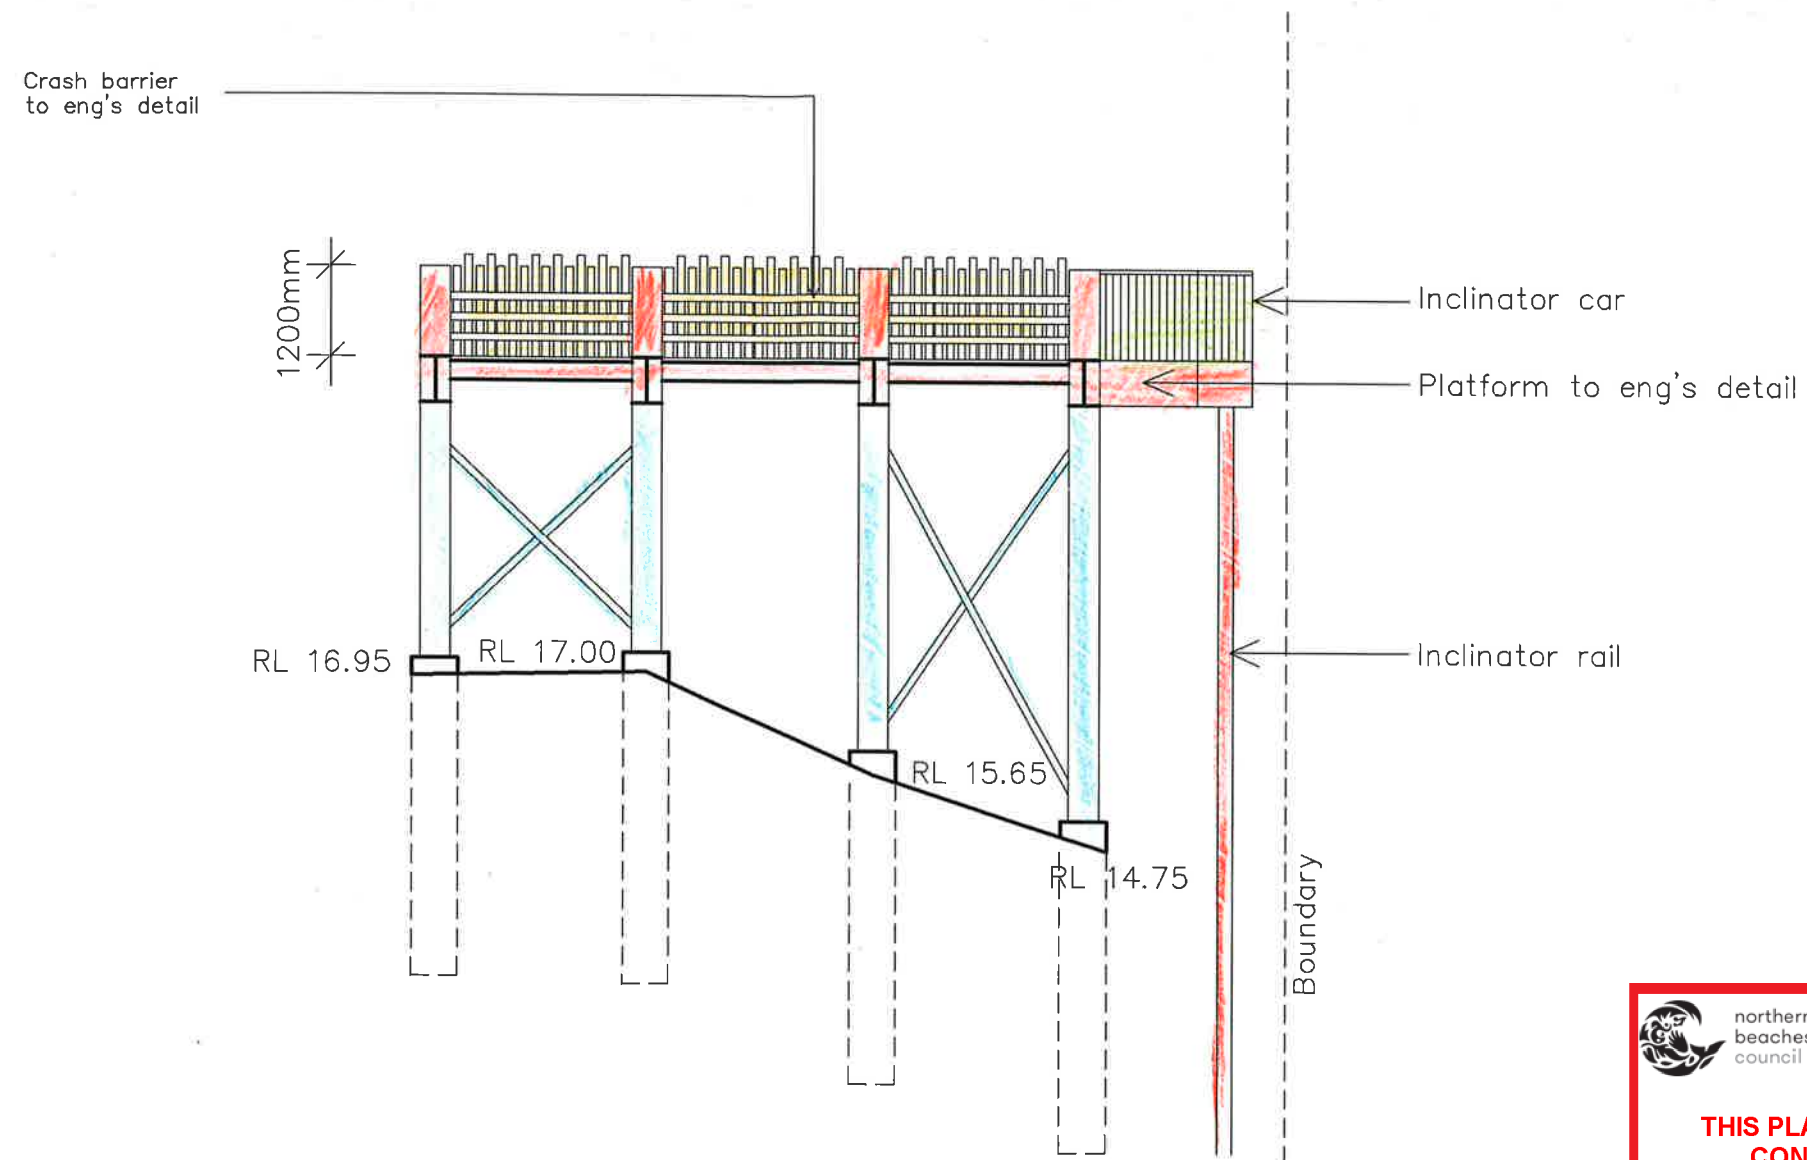 Crash barrier
to eng's detail
1200mm
Inclinator car
Platform to eng's detail
RL 16.95
RL 17.00
Inclinator rail
RL 15.65
RL 14.75
Boundary
northern
beaches
council
THIS PLA
CON